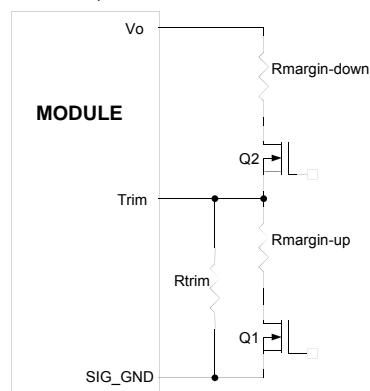 Vo
Rmargin-down
MODULE
Q2
Trim
Rmargin-up
Rtrim
Q1
SIG_GND